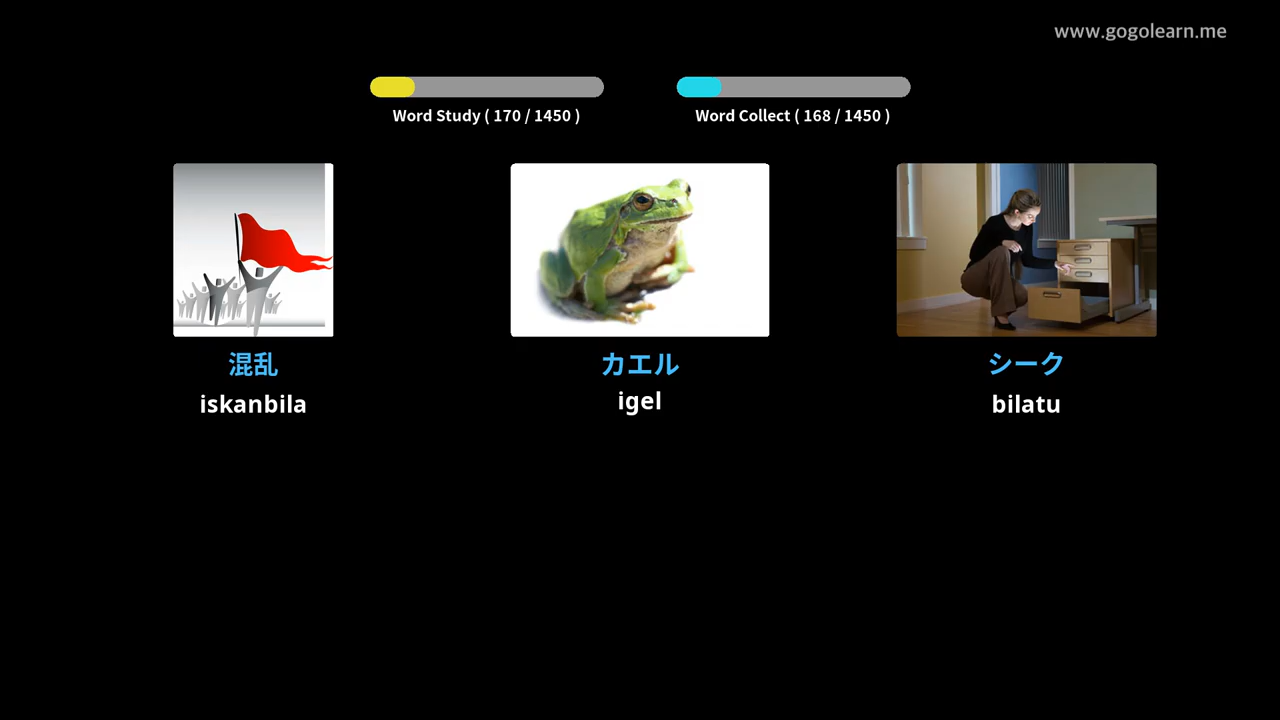 www.gogolearn.me
Word Study ( 170 / 1450 )
Word Collect ( 168 / 1450 )
混乱
カエル
シーク
iskanbila
igel
bilatu